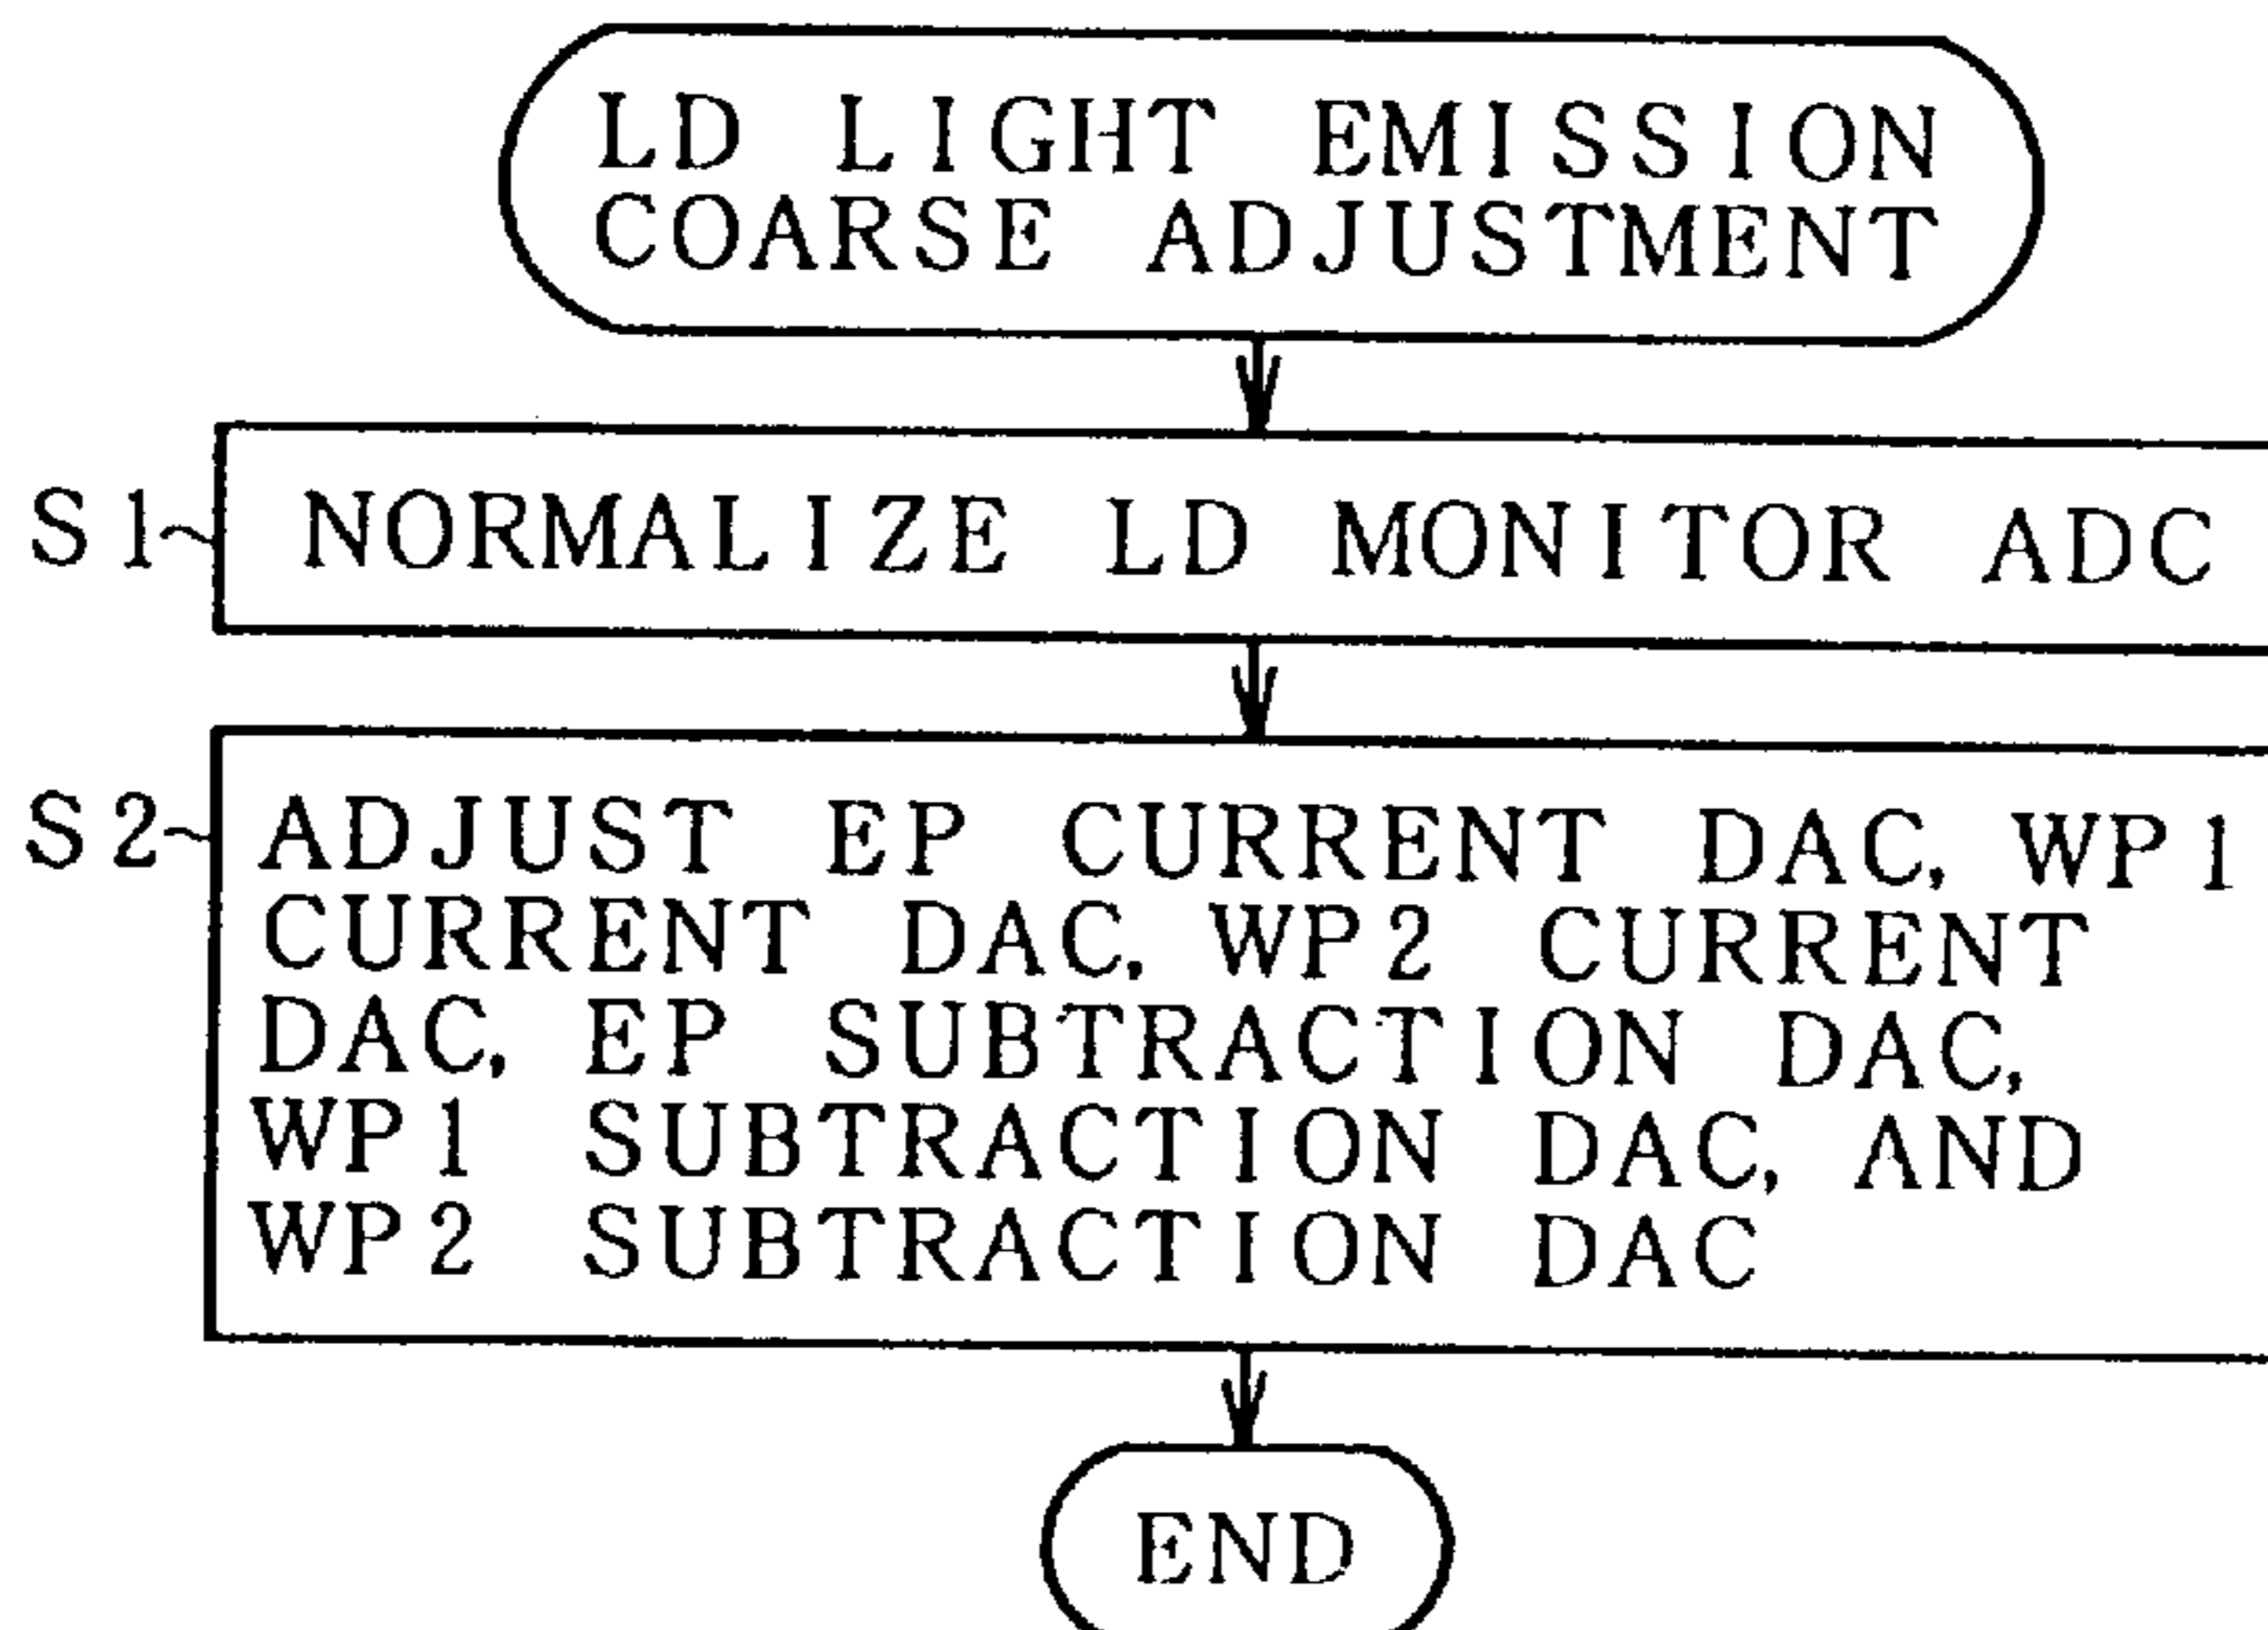 LD LIGHT EMISSION
COARSE ADJUSTMENT
S1 NORMALIZE LD MONITOR ADC
S2 ADJUST EP CURRENT DAC, WP1
CURRENT DAC, WP2 CURRENT
DAC, EP SUBTRACTION DAC,
WP1 SUBTRACTION DAC, AND
WP2 SUBTRACTION DAC
END